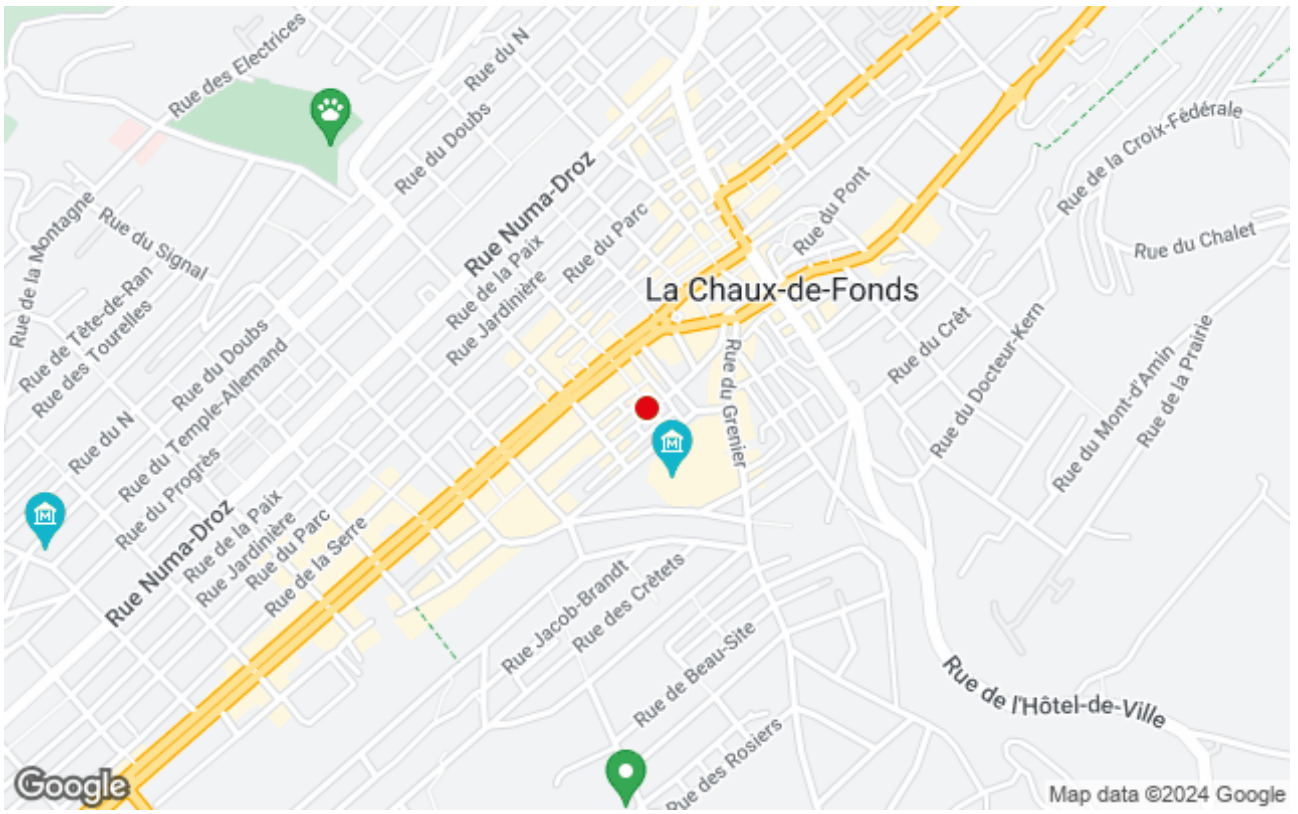 Rue des Electrices
Rue du N
Rue du Doubs
Rue Numa-Droz
Rue du Parc
Rue de la Paix
Rue Jardinière
Rue du Pont
Rue de la Croix-Fédérale
Rue du Chalet
La Chaux-de-Fonds
Rue de la Montagne
Rue du Signal
Rue de Tête-de-Ran
Rue des Tourelles
Rue du Doubs
Rue du Temple-Allemand
Rue du N
Rue du Progrès
Rue du Grenier
Rue du Crêt
Rue du Docteur-Kern
Rue du Mont-d'Amin
Rue de la Prairie
M
M
Rue Numa-Droz
Rue de la Paix
Rue Jardinière
Rue du Parc
Rue de la Serre
Rue Jacob-Brandt
Rue des Crêtets
Rue de Beau-Site
Rue des Rosiers
Rue de l'Hôtel-de-Ville
Google
Map data ©2024 Google